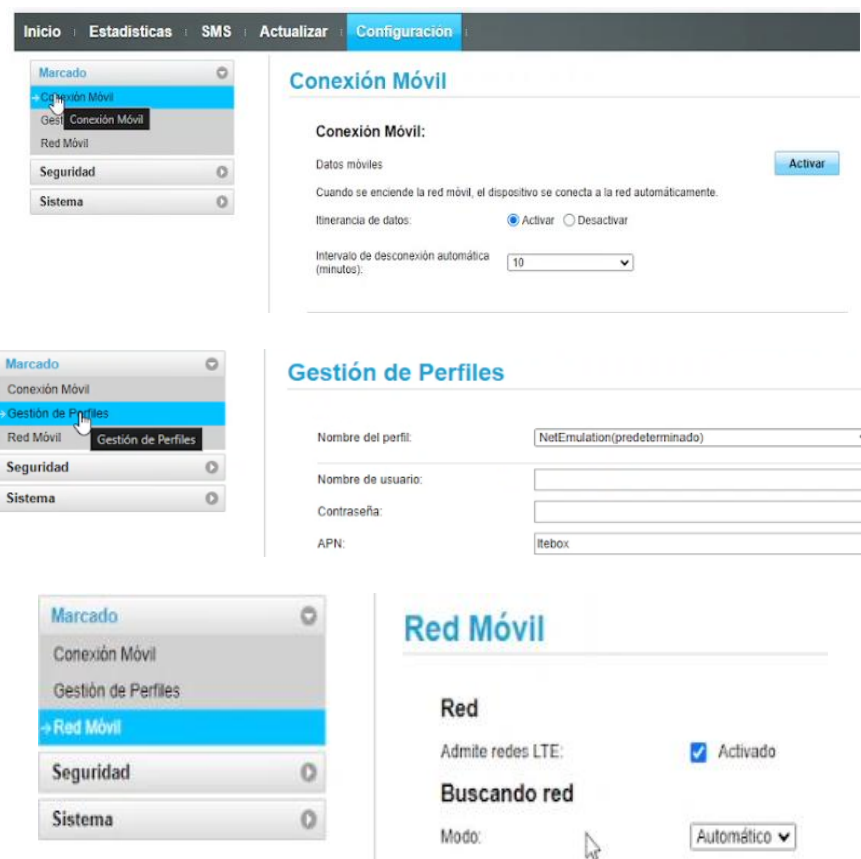 Inicio Estadísticas SMS Actualizar Configuración
Marcado
Conexión Móvil
Gest
Conexión Móvil
Red Móvil
Seguridad
Sistema
Conexión Móvil
Conexión Móvil:
Datos móviles
Activar
Cuando se enciende la red móvil, el dispositivo se conecta a la red automáticamente.
Itinerancia de datos: Activar Desactivar
Intervalo de desconexión automática
(minutos):
10
Marcado
Conexión Móvil
Gestión de Perfiles
Red Móvil
Gestión de Perfiles
Seguridad
Sistema
Gestión de Perfiles
Nombre del perfil: NetEmulation(predeterminado)
Nombre de usuario:
Contraseña:
APN: ltebox
Marcado
Conexión Móvil
Gestión de Perfiles
Red Móvil
Seguridad
Sistema
Red Móvil
Red
Admite redes LTE: Activado
Buscando red
Modo: Automático